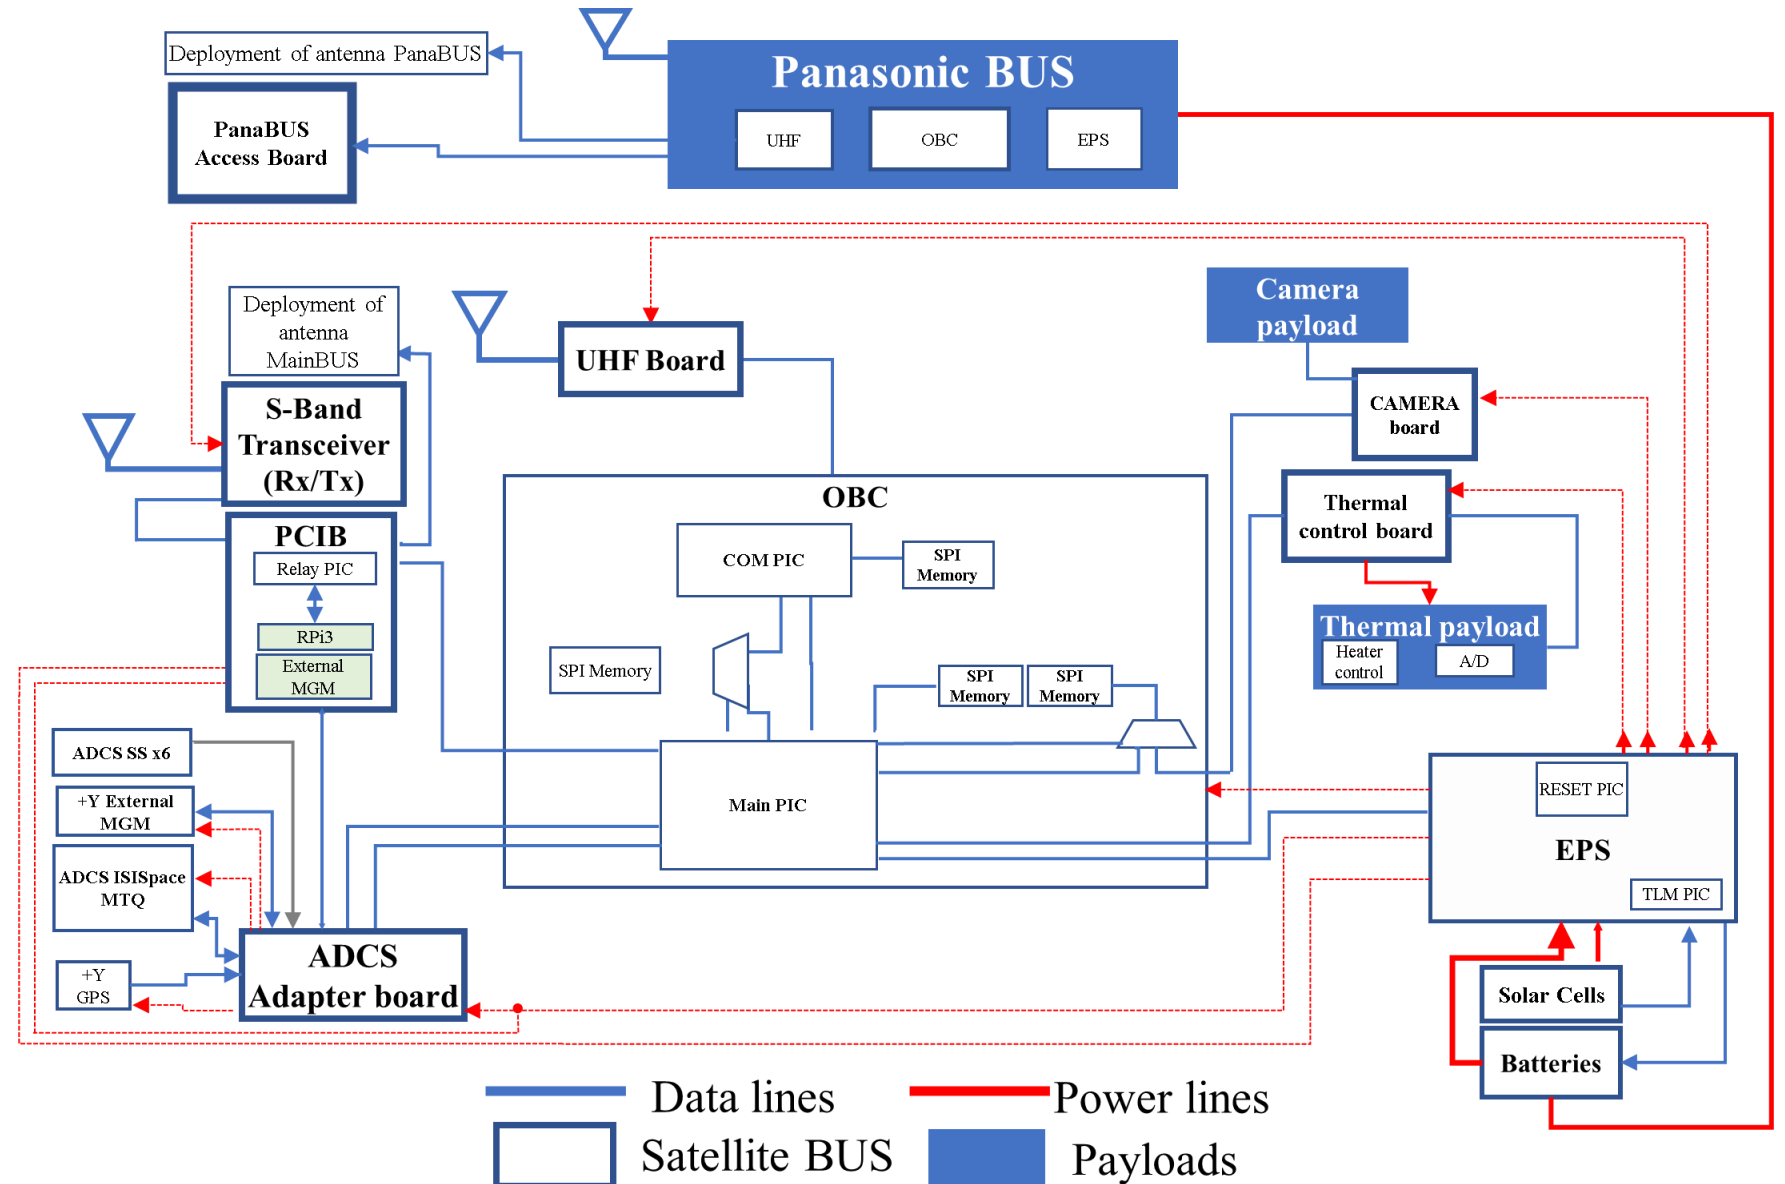 Deployment of antenna PanaBUS
PanaBUS
Access Board
Panasonic BUS
UHF
OBC
EPS
Deployment of
antenna
MainBUS
S-Band
Transceiver
(Rx/Tx)
UHF Board
Camera
payload
CAMERA
board
Thermal
control board
Thermal payload
Heater
control
A/D
PCIB
Relay PIC
RPi3
External
MGM
OBC
COM PIC
SPI
Memory
SPI Memory
SPI
Memory
SPI
Memory
Main PIC
ADCS SS x6
+Y External
MGM
ADCS ISISpace
MTQ
+Y
GPS
ADCS
Adapter board
RESET PIC
EPS
TLM PIC
Solar Cells
Batteries
Data lines
Power lines
Satellite BUS
Payloads